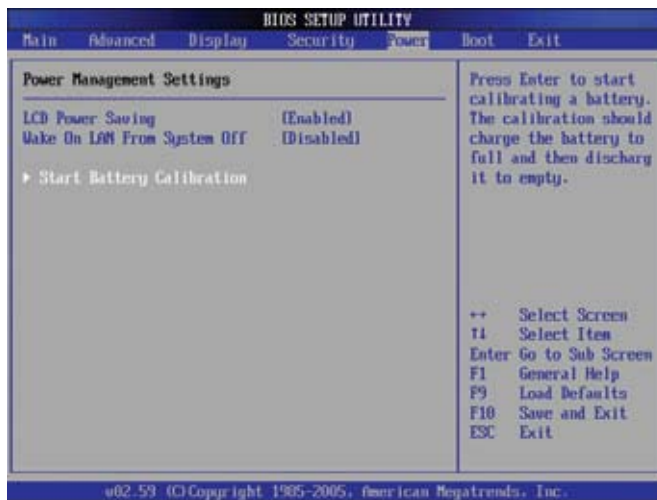 BIOS SETUP UTILITY
Main Advanced Display Security Power Boot Exit
Power Management Settings
LCD Power Saving [Enabled]
Wake On LAN From System Off [Disabled]
▶ Start Battery Calibration
Press Enter to start
calibrating a battery.
The calibration should
charge the battery to
full and then discharg
it to empty.
↔ Select Screen
↑↓ Select Item
Enter Go to Sub Screen
F1 General Help
F9 Load Defaults
F10 Save and Exit
ESC Exit
v02.59 (C)Copyright 1985-2005, American Megatrends, Inc.